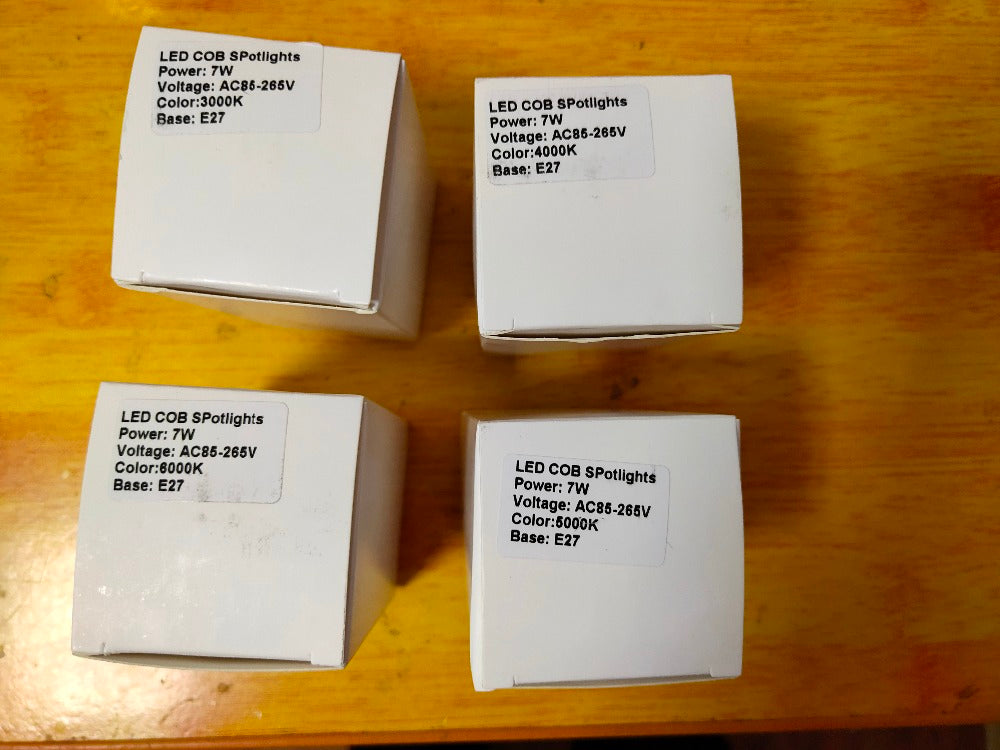 LED COB SPotlights
Power: 7W
Voltage: AC85-265V
Color:3000K
Base: E27
LED COB SPotlights
Power: 7W
Voltage: AC85-265V
Color:4000K
Base: E27
LED COB SPotlights
Power: 7W
Voltage: AC85-265V
Color:6000K
Base: E27
LED COB SPotlights
Power: 7W
Voltage: AC85-265V
Color:5000K
Base: E27